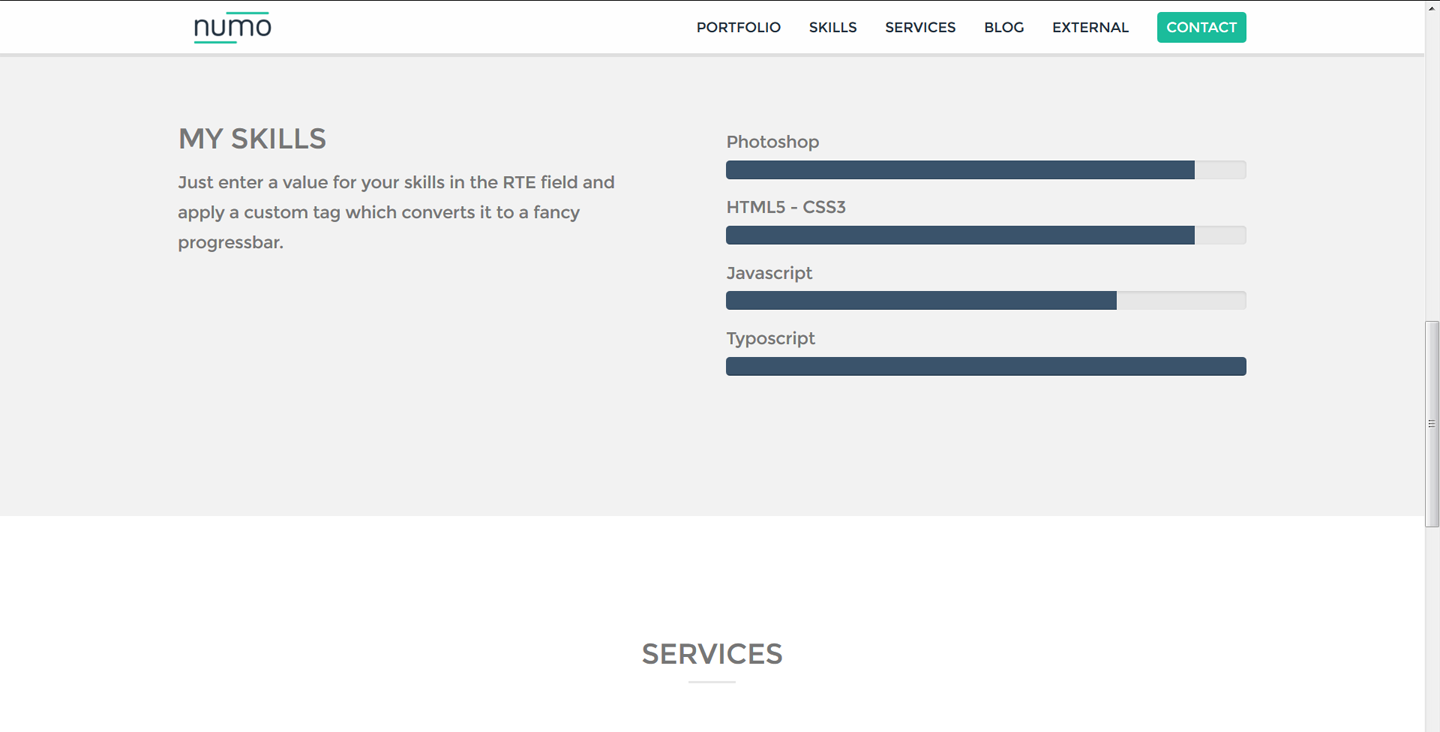 numo
PORTFOLIO SKILLS SERVICES BLOG EXTERNAL CONTACT
MY SKILLS
Just enter a value for your skills in the RTE field and
apply a custom tag which converts it to a fancy
progressbar.
Photoshop
HTML5 - CSS3
Javascript
Typoscript
SERVICES